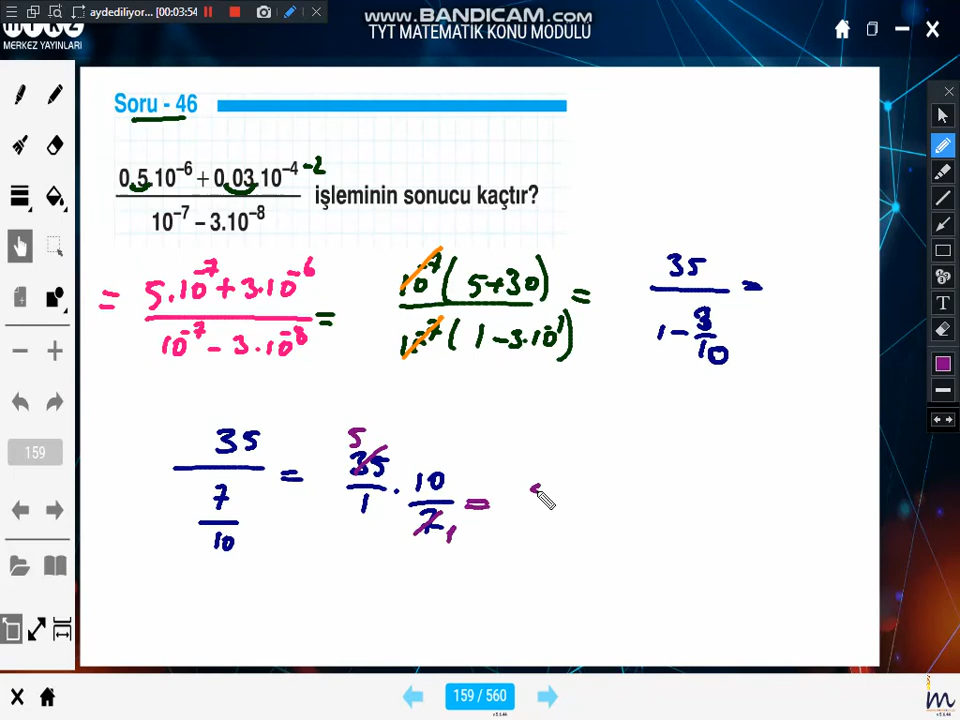 aydediliyor... [00:03:54]
www.BANDICAM.com
MERKEZ YAYINLARI
TYT MATEMATİK KONU MODULÜ
Soru - 46
0,5.10⁻⁶ + 0,03.10⁻⁴ -2
10⁻⁷ – 3.10⁻⁸
işleminin sonucu kaçtır?
= 5.10⁻⁷ + 3.10⁻⁶ / 10⁻⁷ - 3.10⁻⁸ = 10⁻⁷ ( 5+30 ) / 10⁻⁷ ( 1-3.10⁻¹ ) = 35 / 1 - 3/10 =
35 / 7/10 = 5 35/1 . 10/7 1 =
T
159
159 / 560
m